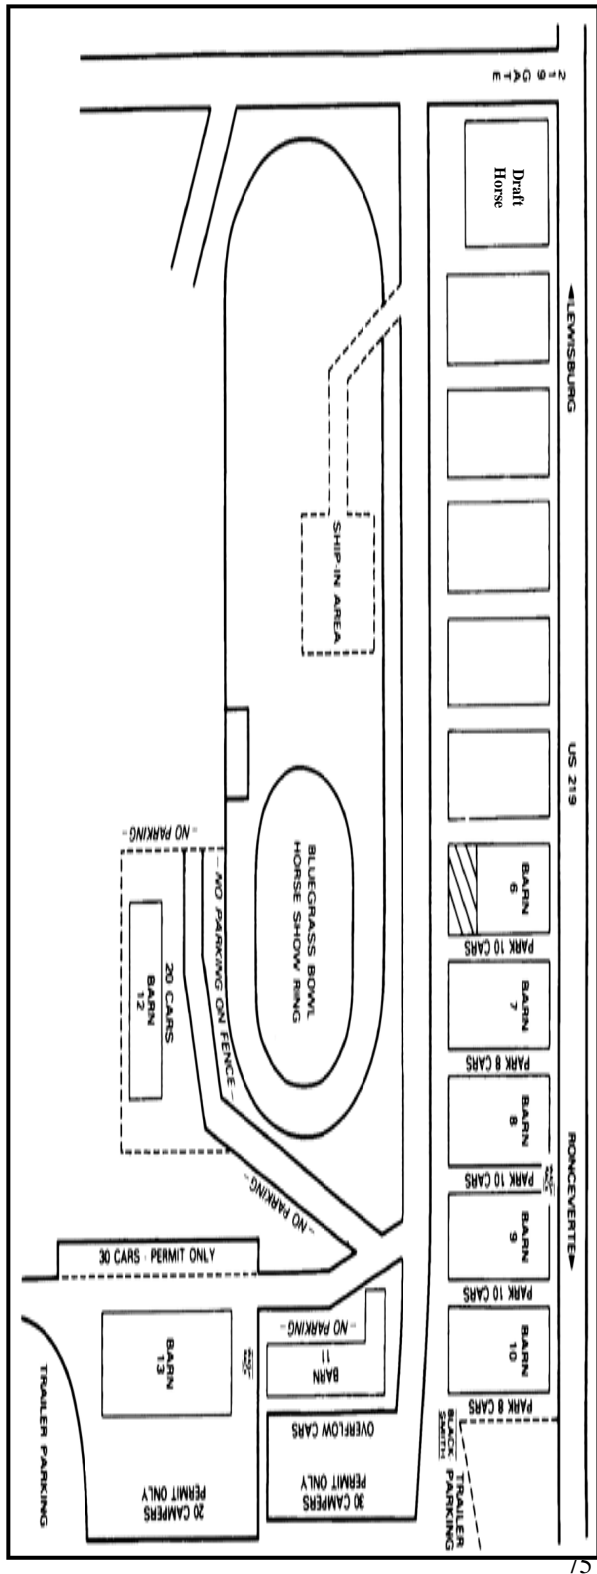 219 GATE
Draft
Horse
◄LEWISBURG
US 219
RONCEVERTE►
SHIP-IN AREA
BLUEGRASS BOWL
HORSE SHOW RING
- NO PARKING -
- NO PARKING ON FENCE -
20 CARS
BARN
12
- NO PARKING -
BARN
6
PARK 10 CARS
BARN
7
PARK 8 CARS
BARN
8
PARK 10 CARS
BARN
9
PARK 10 CARS
BARN
10
PARK 8 CARS
30 CARS - PERMIT ONLY
BARN
13
- NO PARKING -
BARN
11
OVERFLOW CARS
30 CAMPERS
PERMIT ONLY
20 CAMPERS
PERMIT ONLY
TRAILER PARKING
BLACK
SMITH
TRAILER
PARKING
75